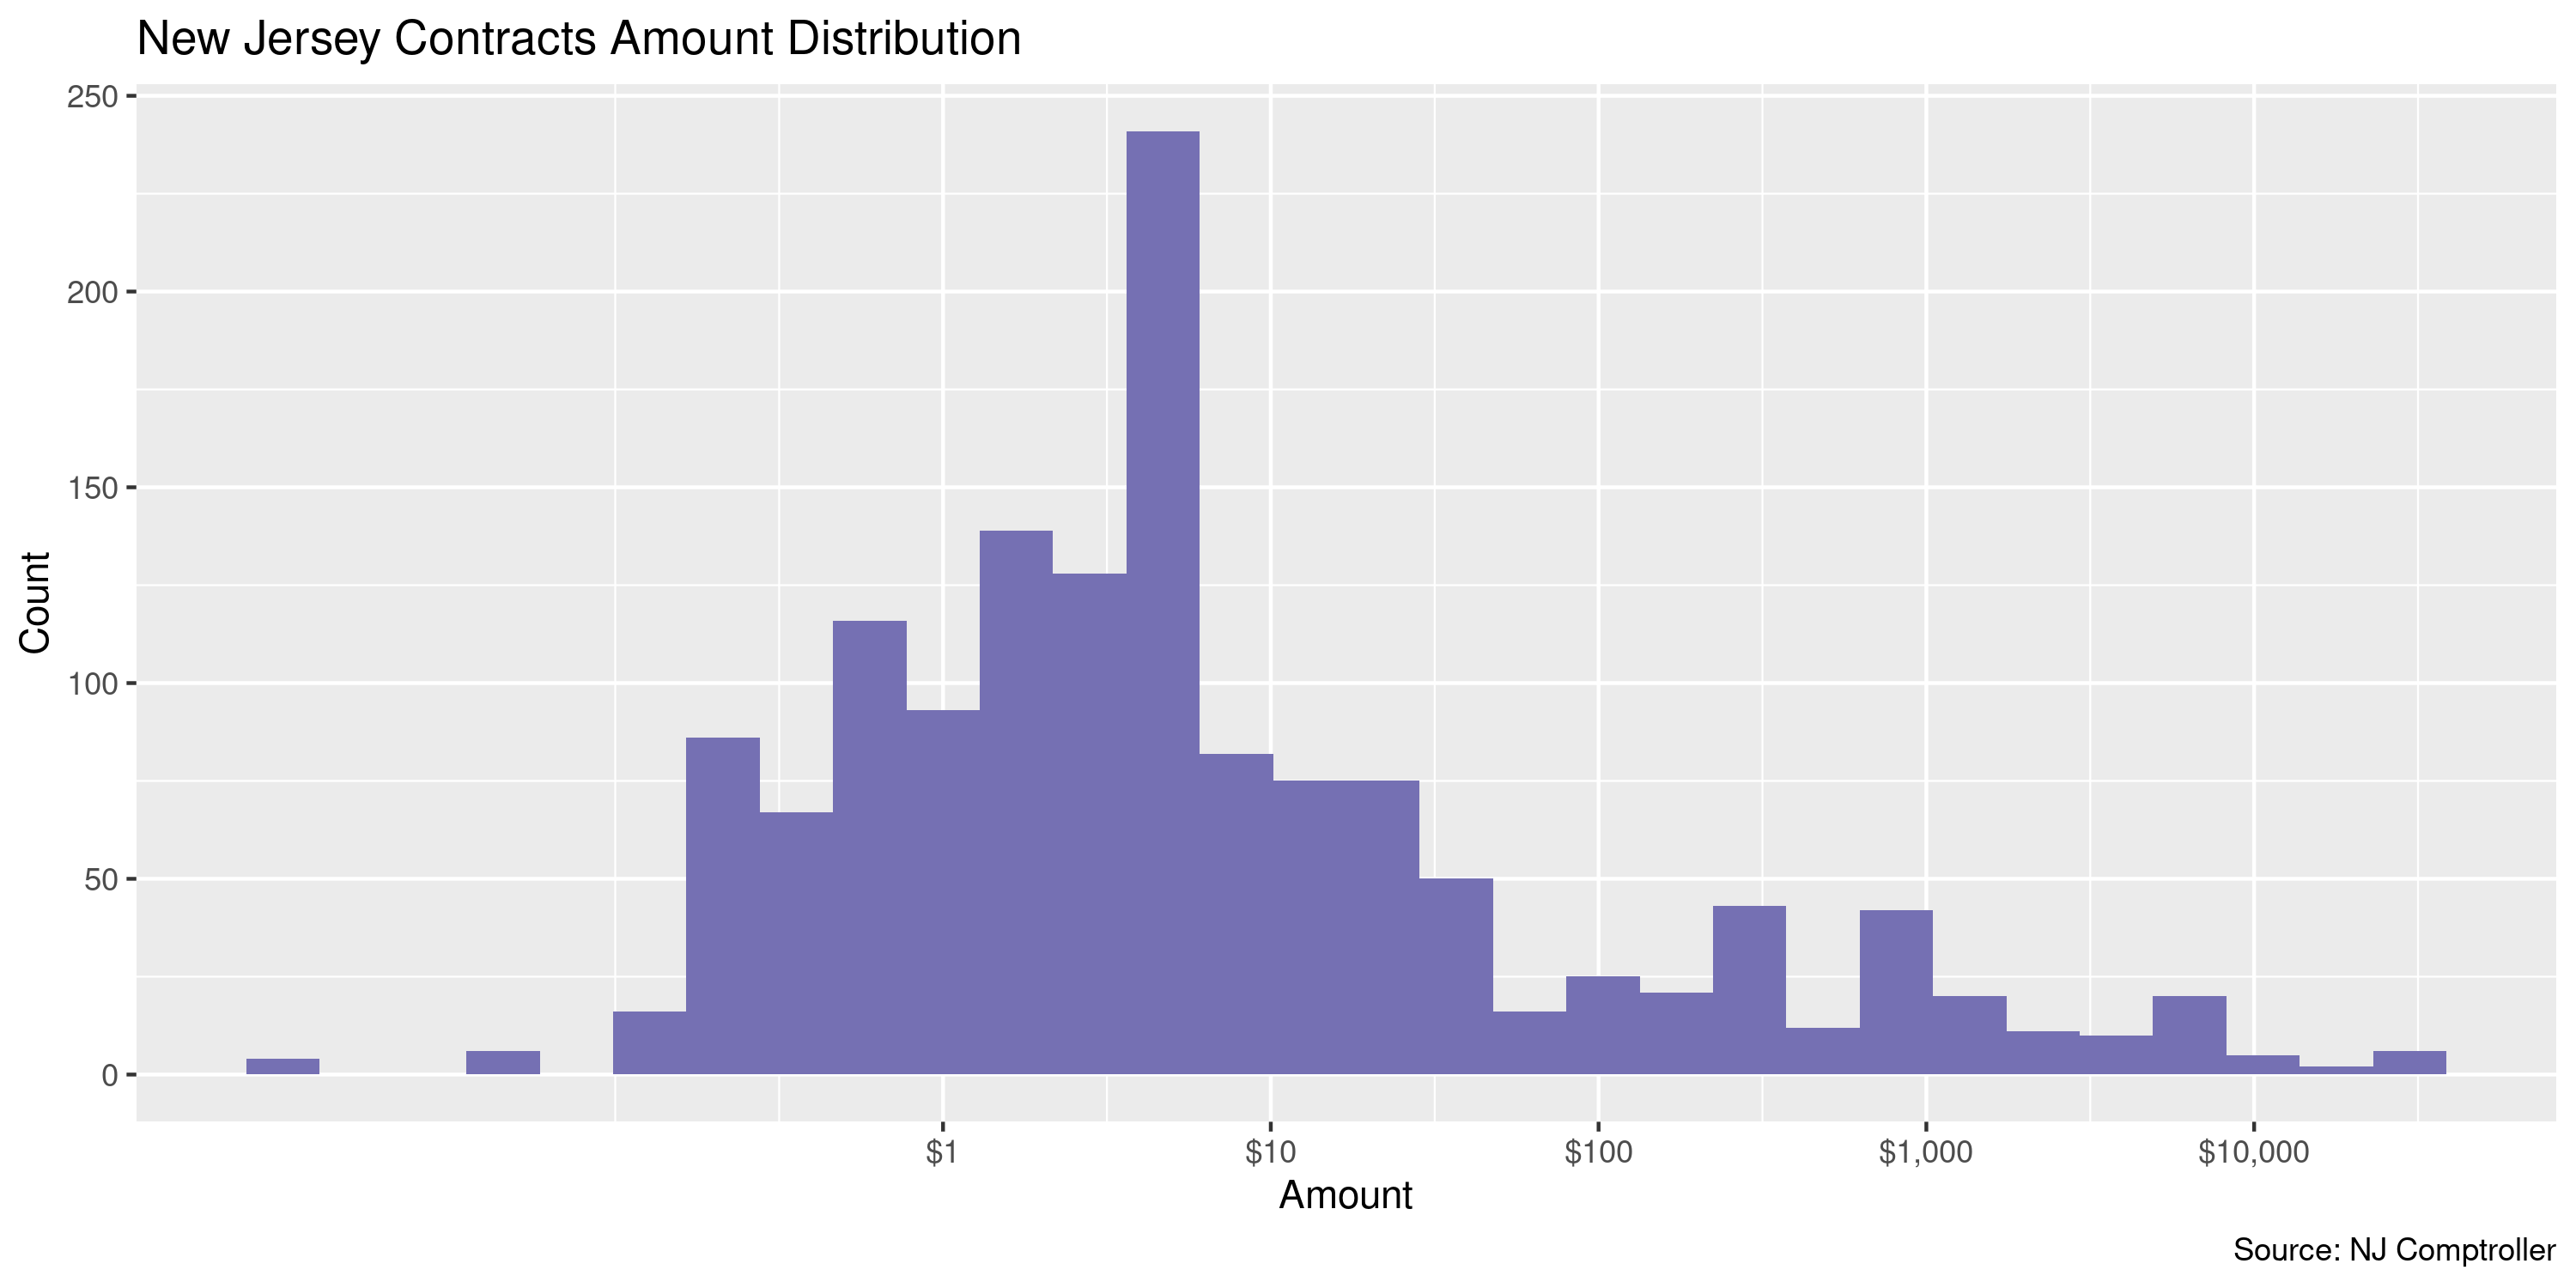 New Jersey Contracts Amount Distribution
250
200
150
100
50
0
Count
$1 $10 $100 $1,000 $10,000
Amount
Source: NJ Comptroller